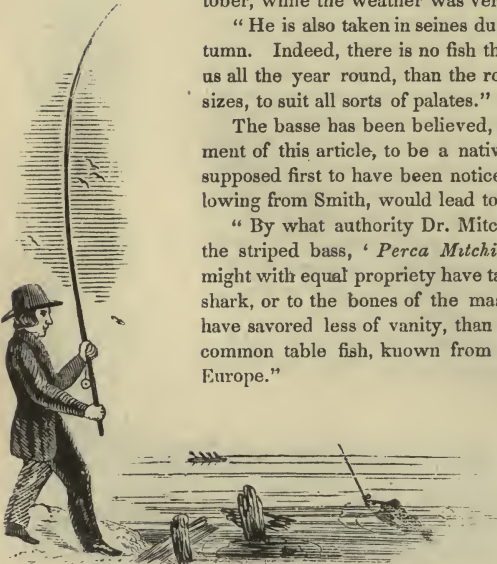 tober, while the weather was ver
“ He is also taken in seines du
tumn. Indeed, there is no fish th
us all the year round, than the ro
sizes, to suit all sorts of palates.”
The basse has been believed,
ment of this article, to be a nativ
supposed first to have been notice
lowing from Smith, would lead to
“ By what authority Dr. Mitc
the striped bass, ‘ Perca Mitchi
might with equal propriety have ta
shark, or to the bones of the mas
have savored less of vanity, than
common table fish, known from
Europe.”